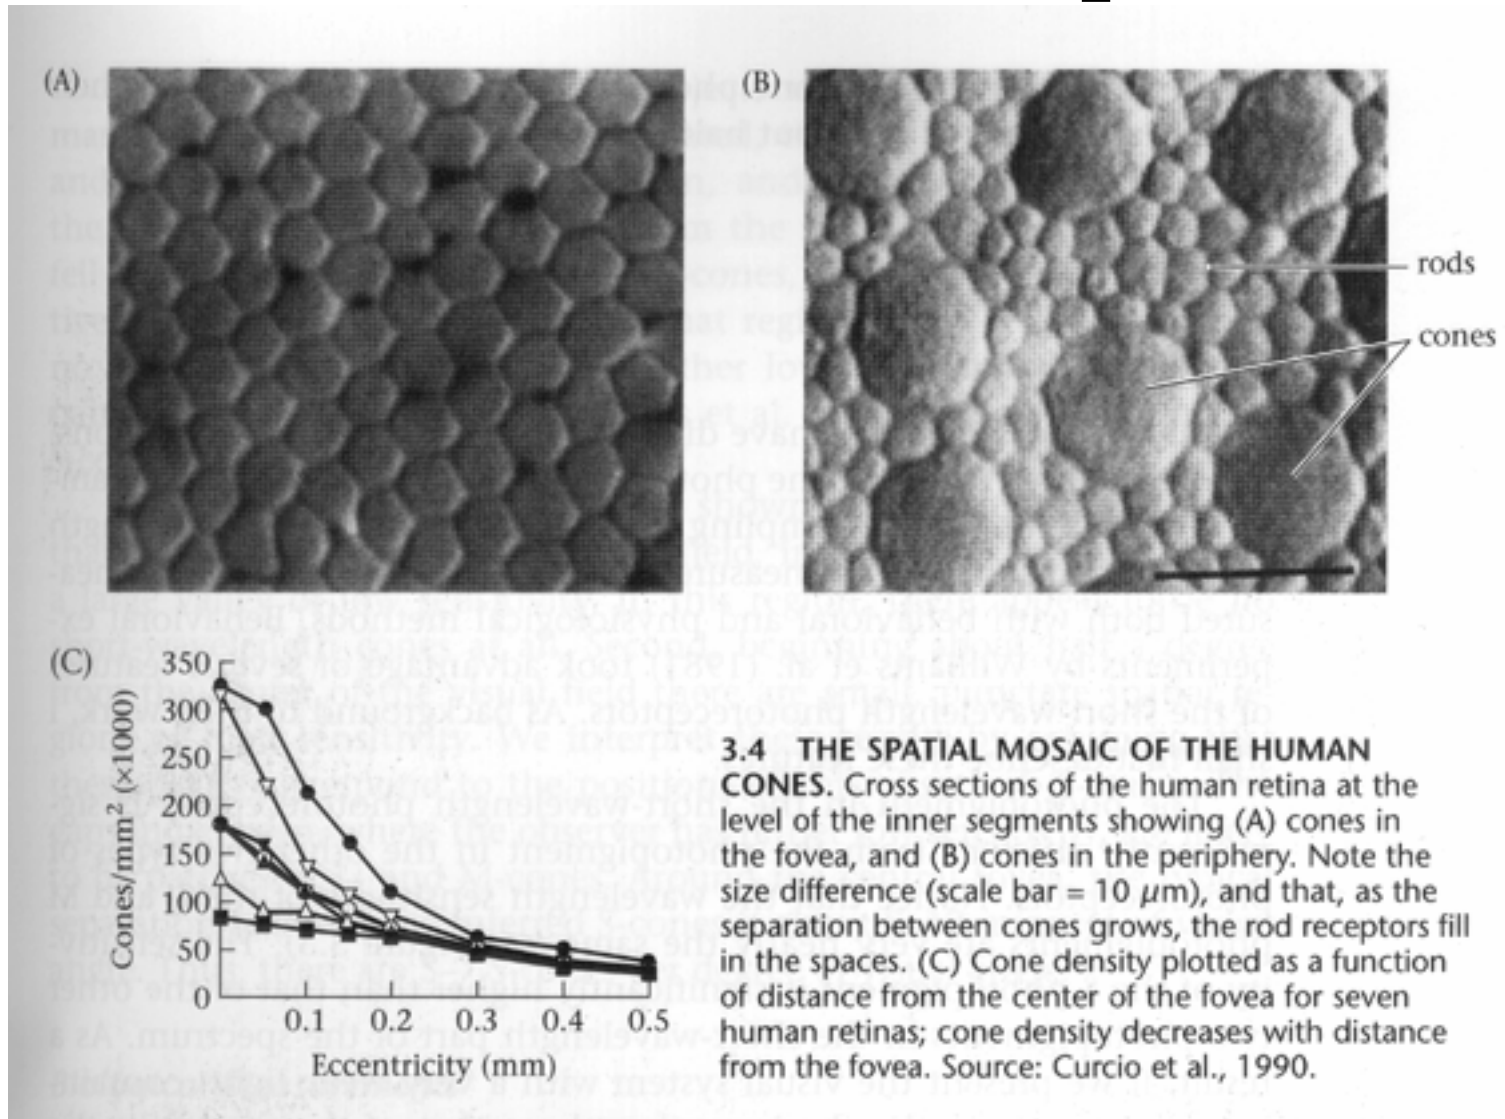 (A)
(B)
rods
cones
(C)
350
300
250
200
150
100
50
0
Cones/mm² (×1000)
0.1 0.2 0.3 0.4 0.5
Eccentricity (mm)
3.4 THE SPATIAL MOSAIC OF THE HUMAN
CONES. Cross sections of the human retina at the
level of the inner segments showing (A) cones in
the fovea, and (B) cones in the periphery. Note the
size difference (scale bar = 10 μm), and that, as the
separation between cones grows, the rod receptors fill
in the spaces. (C) Cone density plotted as a function
of distance from the center of the fovea for seven
human retinas; cone density decreases with distance
from the fovea. Source: Curcio et al., 1990.